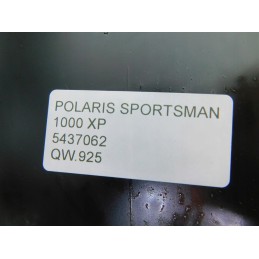 POLARIS SPORTSMAN
1000 XP
5437062
QW.925